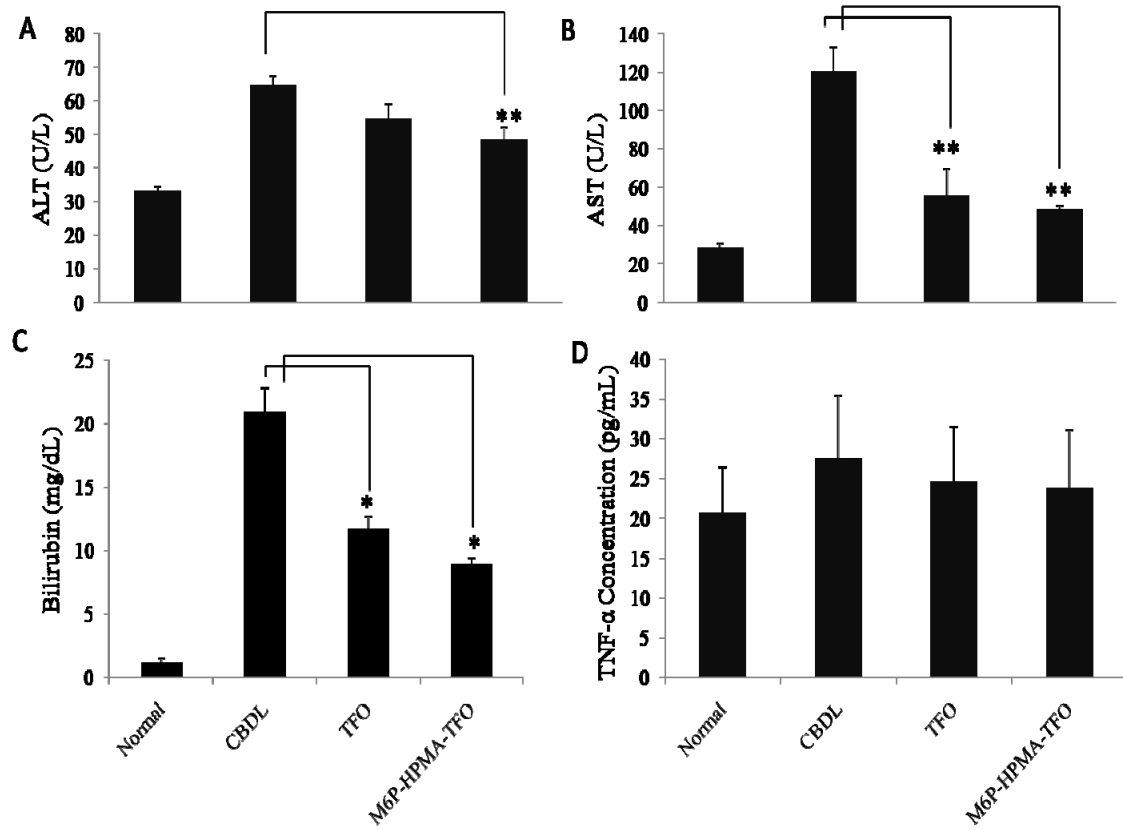 A
ALT (U/L)
80
70
60
50
40
30
20
10
0
**
B
AST (U/L)
140
120
100
80
60
40
20
0
**
**
C
Bilirubin (mg/dL)
25
20
15
10
5
0
*
*
Normal
CBDL
TFO
M6P-HPMA-TFO
D
TNF-α Concentration (pg/mL)
40
35
30
25
20
15
10
5
0
Normal
CBDL
TFO
M6P-HPMA-TFO